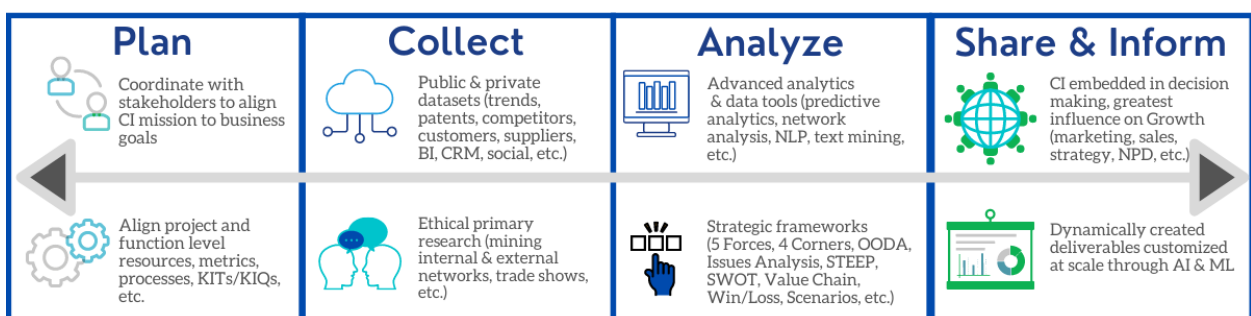 Plan
Coordinate with
stakeholders to align
CI mission to business
goals
Align project and
function level
resources, metrics,
processes, KITs/KIQs,
etc.
Collect
Public & private
datasets (trends,
patents, competitors,
customers, suppliers,
BI, CRM, social, etc.)
Ethical primary
research (mining
internal & external
networks, trade shows,
etc.)
Analyze
Advanced analytics
& data tools (predictive
analytics, network
analysis, NLP, text mining,
etc.)
Strategic frameworks
(5 Forces, 4 Corners, OODA,
Issues Analysis, STEEP,
SWOT, Value Chain,
Win/Loss, Scenarios, etc.)
Share & Inform
CI embedded in decision
making, greatest
influence on Growth
(marketing, sales,
strategy, NPD, etc.)
Dynamically created
deliverables customized
at scale through AI & ML